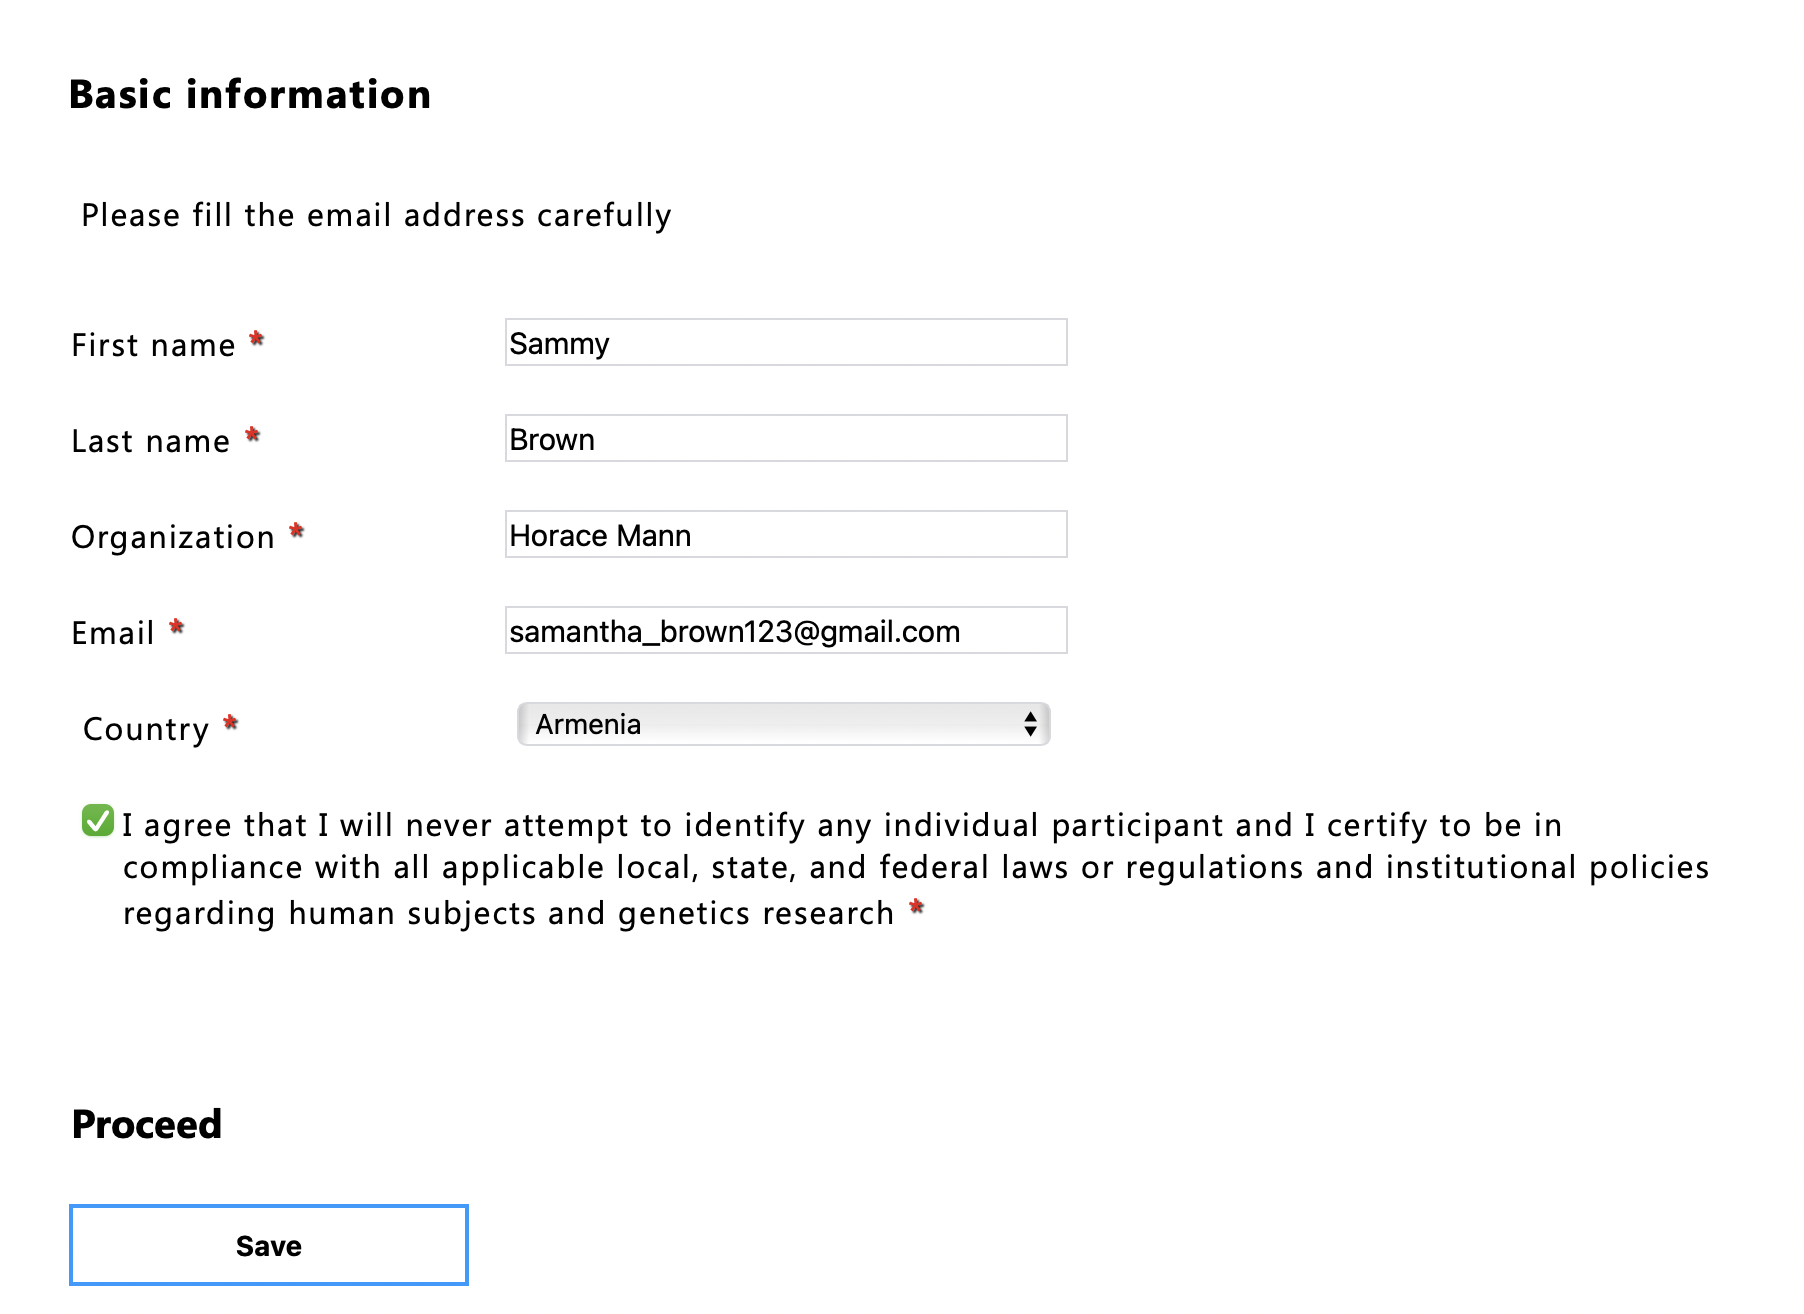 Basic information
Please fill the email address carefully
First name *
Sammy
Last name *
Brown
Organization *
Horace Mann
Email *
samantha_brown123@gmail.com
Country *
Armenia
I agree that I will never attempt to identify any individual participant and I certify to be in
compliance with all applicable local, state, and federal laws or regulations and institutional policies
regarding human subjects and genetics research *
Proceed
Save